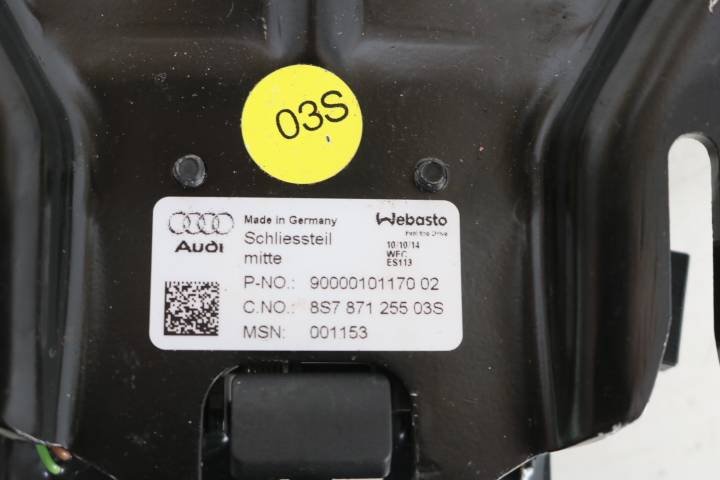 03S
Made in Germany
Webasto
Feel the Drive
Audi
Schliessteil
mitte
10/10/14
WEC
ES113
P-NO.: 90000101170 02
C.NO.: 8S7 871 255 03S
MSN: 001153